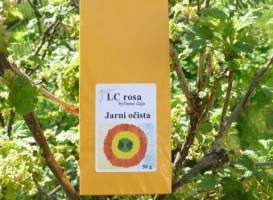 LC rosa
bylinné čaje
Jarní očista
50 g